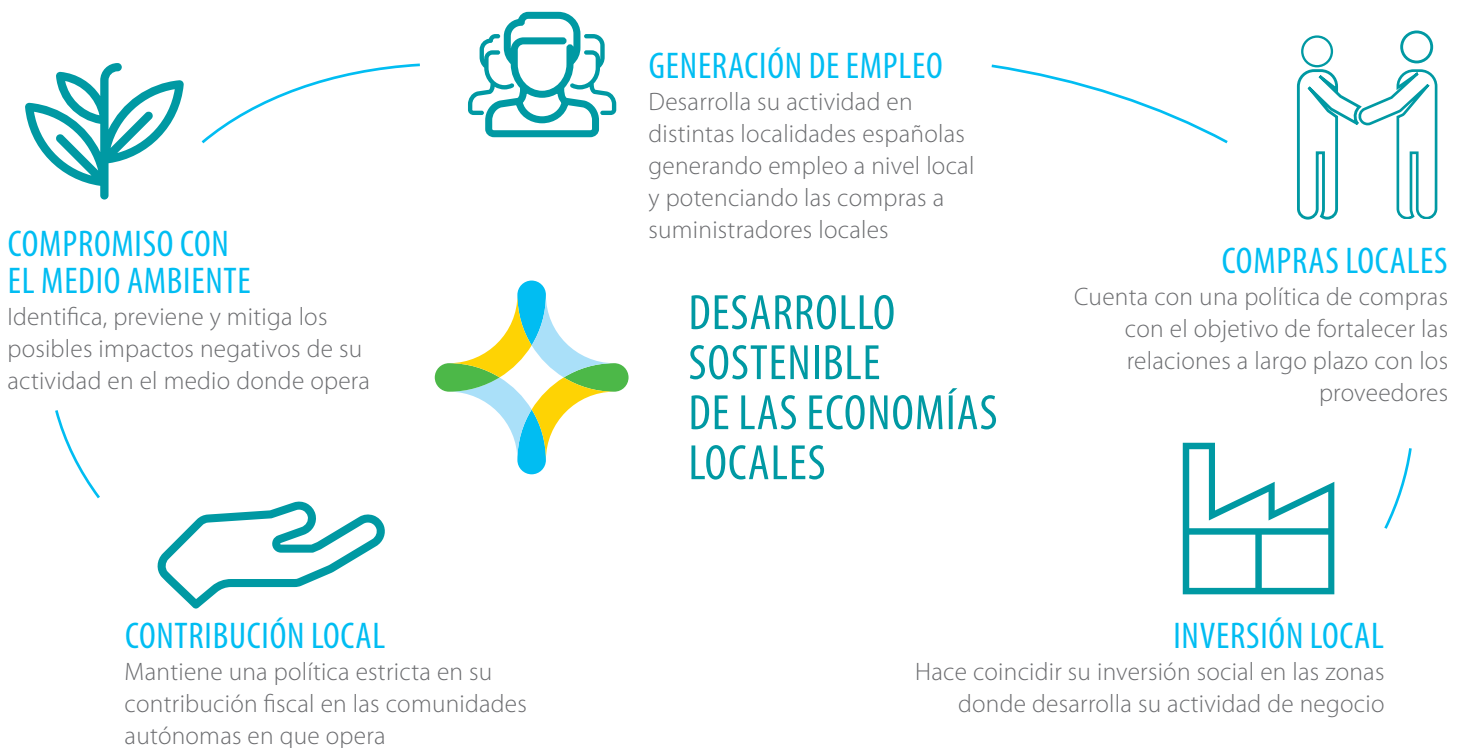 GENERACIÓN DE EMPLEO
Desarrolla su actividad en
distintas localidades españolas
generando empleo a nivel local
y potenciando las compras a
suministradores locales
COMPROMISO CON
EL MEDIO AMBIENTE
Identifica, previene y mitiga los
posibles impactos negativos de su
actividad en el medio donde opera
COMPRAS LOCALES
Cuenta con una política de compras
con el objetivo de fortalecer las
relaciones a largo plazo con los
proveedores
DESARROLLO
SOSTENIBLE
DE LAS ECONOMÍAS
LOCALES
CONTRIBUCIÓN LOCAL
Mantiene una política estricta en su
contribución fiscal en las comunidades
autónomas en que opera
INVERSIÓN LOCAL
Hace coincidir su inversión social en las zonas
donde desarrolla su actividad de negocio